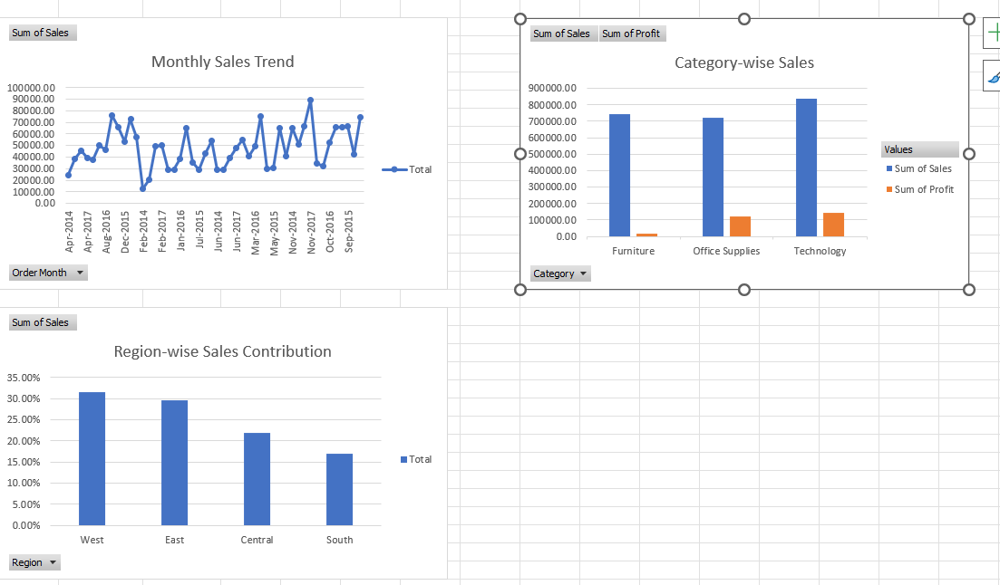 Sum of Sales
Monthly Sales Trend
100000.00
90000.00
80000.00
70000.00
60000.00
50000.00
40000.00
30000.00
20000.00
10000.00
0.00
Apr-2014
Apr-2017
Aug-2016
Dec-2015
Feb-2014
Feb-2017
Jan-2016
Jul-2015
Jun-2014
Jun-2017
Mar-2016
May-2015
Nov-2014
Nov-2017
Oct-2016
Sep-2015
Total
Order Month
Sum of Sales Sum of Profit
Category-wise Sales
900000.00
800000.00
700000.00
600000.00
500000.00
400000.00
300000.00
200000.00
100000.00
0.00
Furniture Office Supplies Technology
Values
Sum of Sales
Sum of Profit
Category
Sum of Sales
Region-wise Sales Contribution
35.00%
30.00%
25.00%
20.00%
15.00%
10.00%
5.00%
0.00%
West East Central South
Total
Region